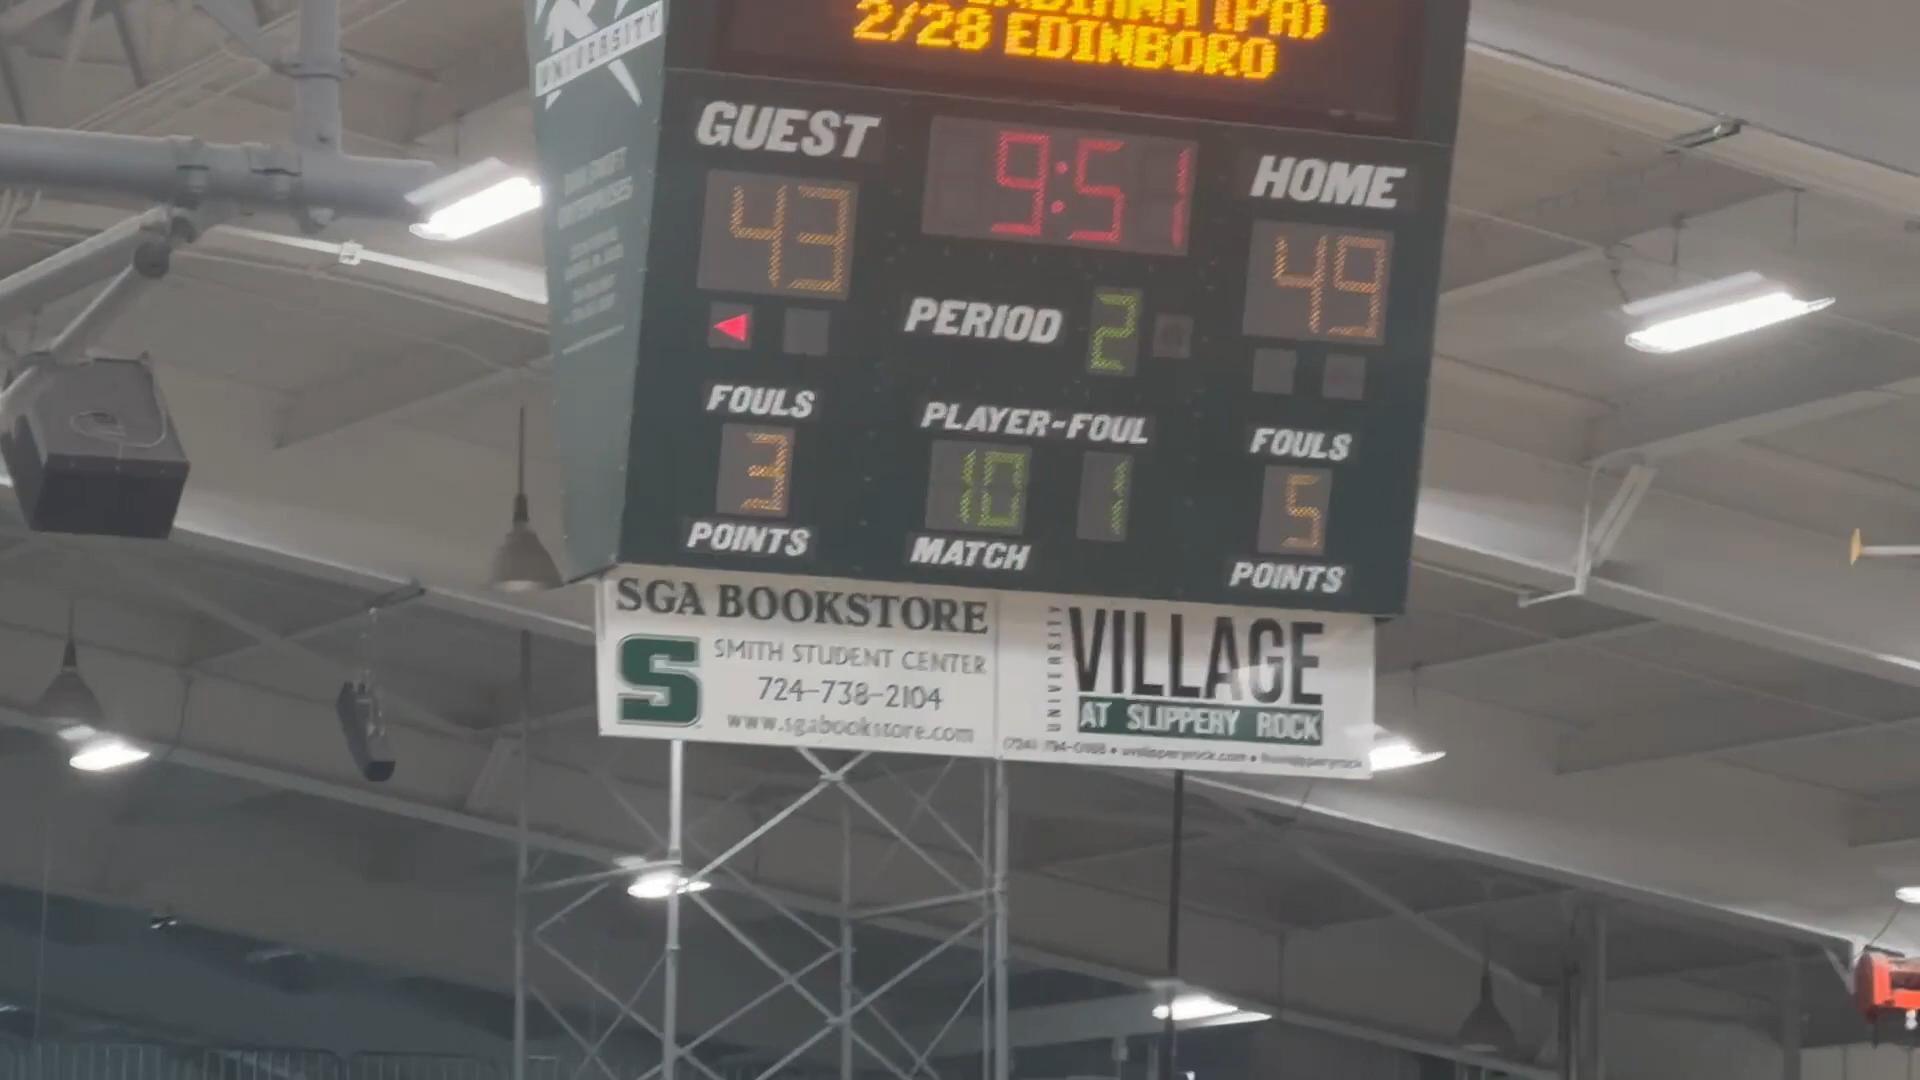 UNIVERSITY
(PA)
2/28 EDINBORO
GUEST
9:51
HOME
43
49
PERIOD 2
FOULS
PLAYER-FOUL
FOULS
3
10 1
5
POINTS
MATCH
POINTS
SGA BOOKSTORE
S
SMITH STUDENT CENTER
724-738-2104
www.sgabookstore.com
UNIVERSITY
VILLAGE
AT SLIPPERY ROCK